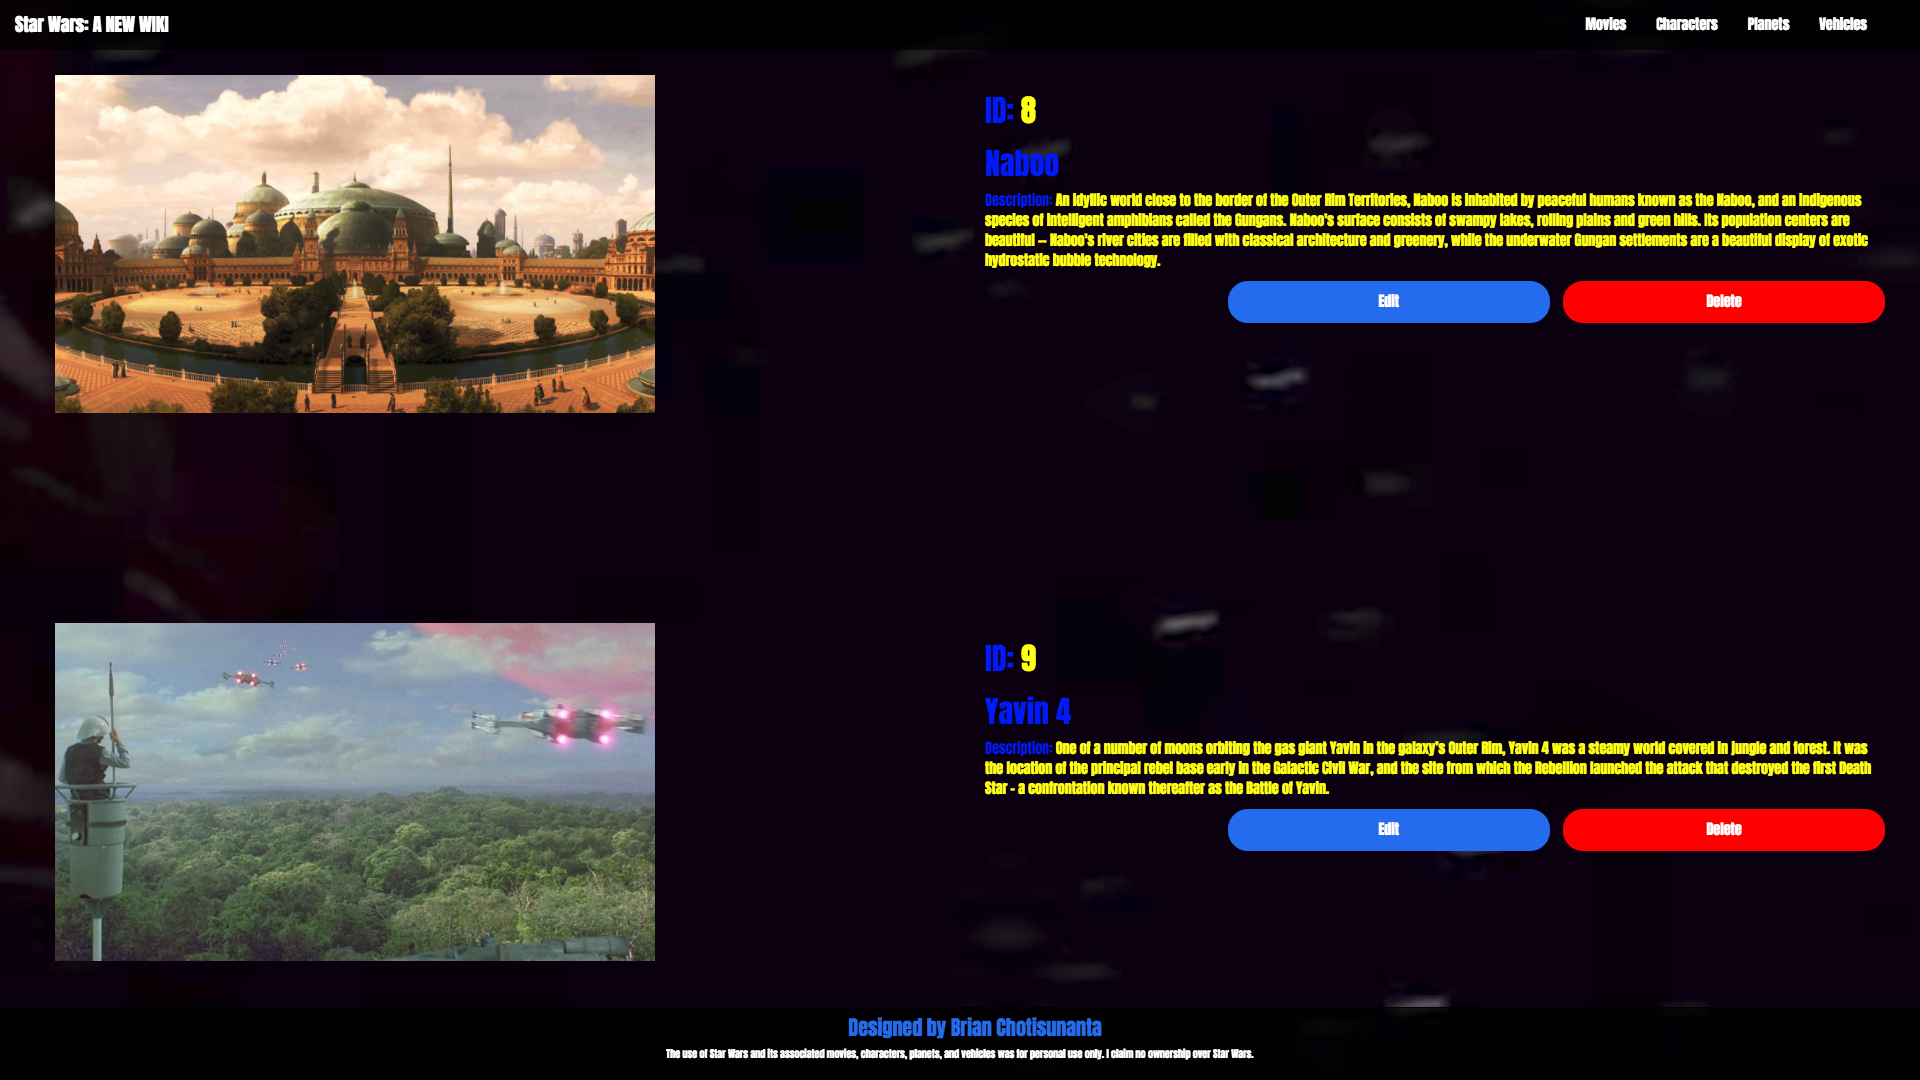 Star Wars: A NEW WIKI
Movies Characters Planets Vehicles
ID: 8
Naboo
Description: An idyllic world close to the border of the Outer Rim Territories, Naboo is inhabited by peaceful humans known as the Naboo, and an indigenous
species of intelligent amphibians called the Gungans. Naboo's surface consists of swampy lakes, rolling plains and green hills. Its population centers are
beautiful -- Naboo's river cities are filled with classical architecture and greenery, while the underwater Gungan settlements are a beautiful display of exotic
hydrostatic bubble technology.
Edit Delete
ID: 9
Yavin 4
Description: One of a number of moons orbiting the gas giant Yavin in the galaxy's Outer Rim, Yavin 4 was a steamy world covered in jungle and forest. It was
the location of the principal rebel base early in the Galactic Civil War, and the site from which the Rebellion launched the attack that destroyed the first Death
Star - a confrontation known thereafter as the Battle of Yavin.
Edit Delete
Designed by Brian Chotisunanta
The use of Star Wars and its associated movies, characters, planets, and vehicles was for personal use only. I claim no ownership over Star Wars.